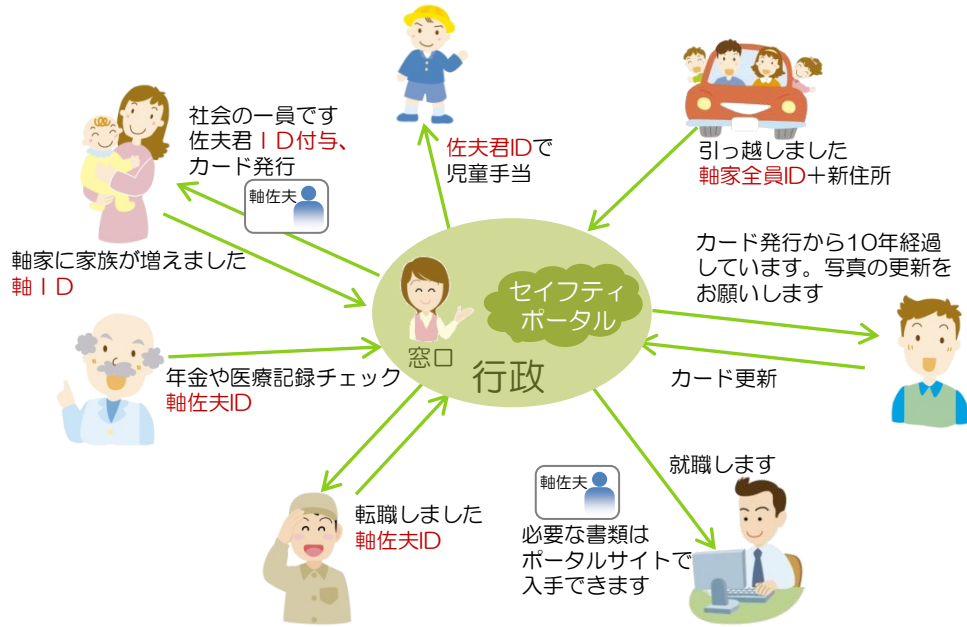 社会の一員です
佐夫君ＩＤ付与、
カード発行
軸佐夫
佐夫君IDで
児童手当
引っ越しました
軸家全員ID＋新住所
軸家に家族が増えました
軸ＩＤ
カード発行から10年経過
しています。写真の更新を
お願いします
セイフティ
ポータル
窓口
行政
年金や医療記録チェック
軸佐夫ID
カード更新
転職しました
軸佐夫ID
軸佐夫
必要な書類は
ポータルサイトで
入手できます
就職します